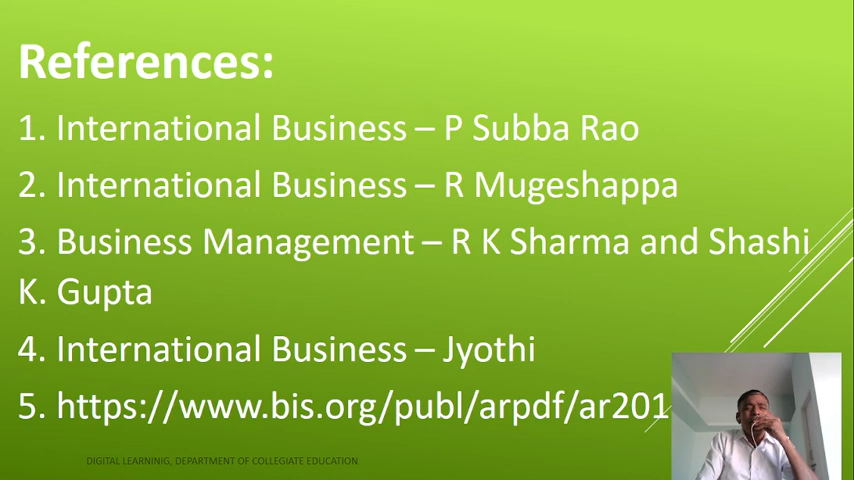 References:
1. International Business – P Subba Rao
2. International Business – R Mugeshappa
3. Business Management – R K Sharma and Shashi
K. Gupta
4. International Business – Jyothi
5. https://www.bis.org/publ/arpdf/ar201
DIGITAL LEARNINIG, DEPARTMENT OF COLLEGIATE EDUCATION